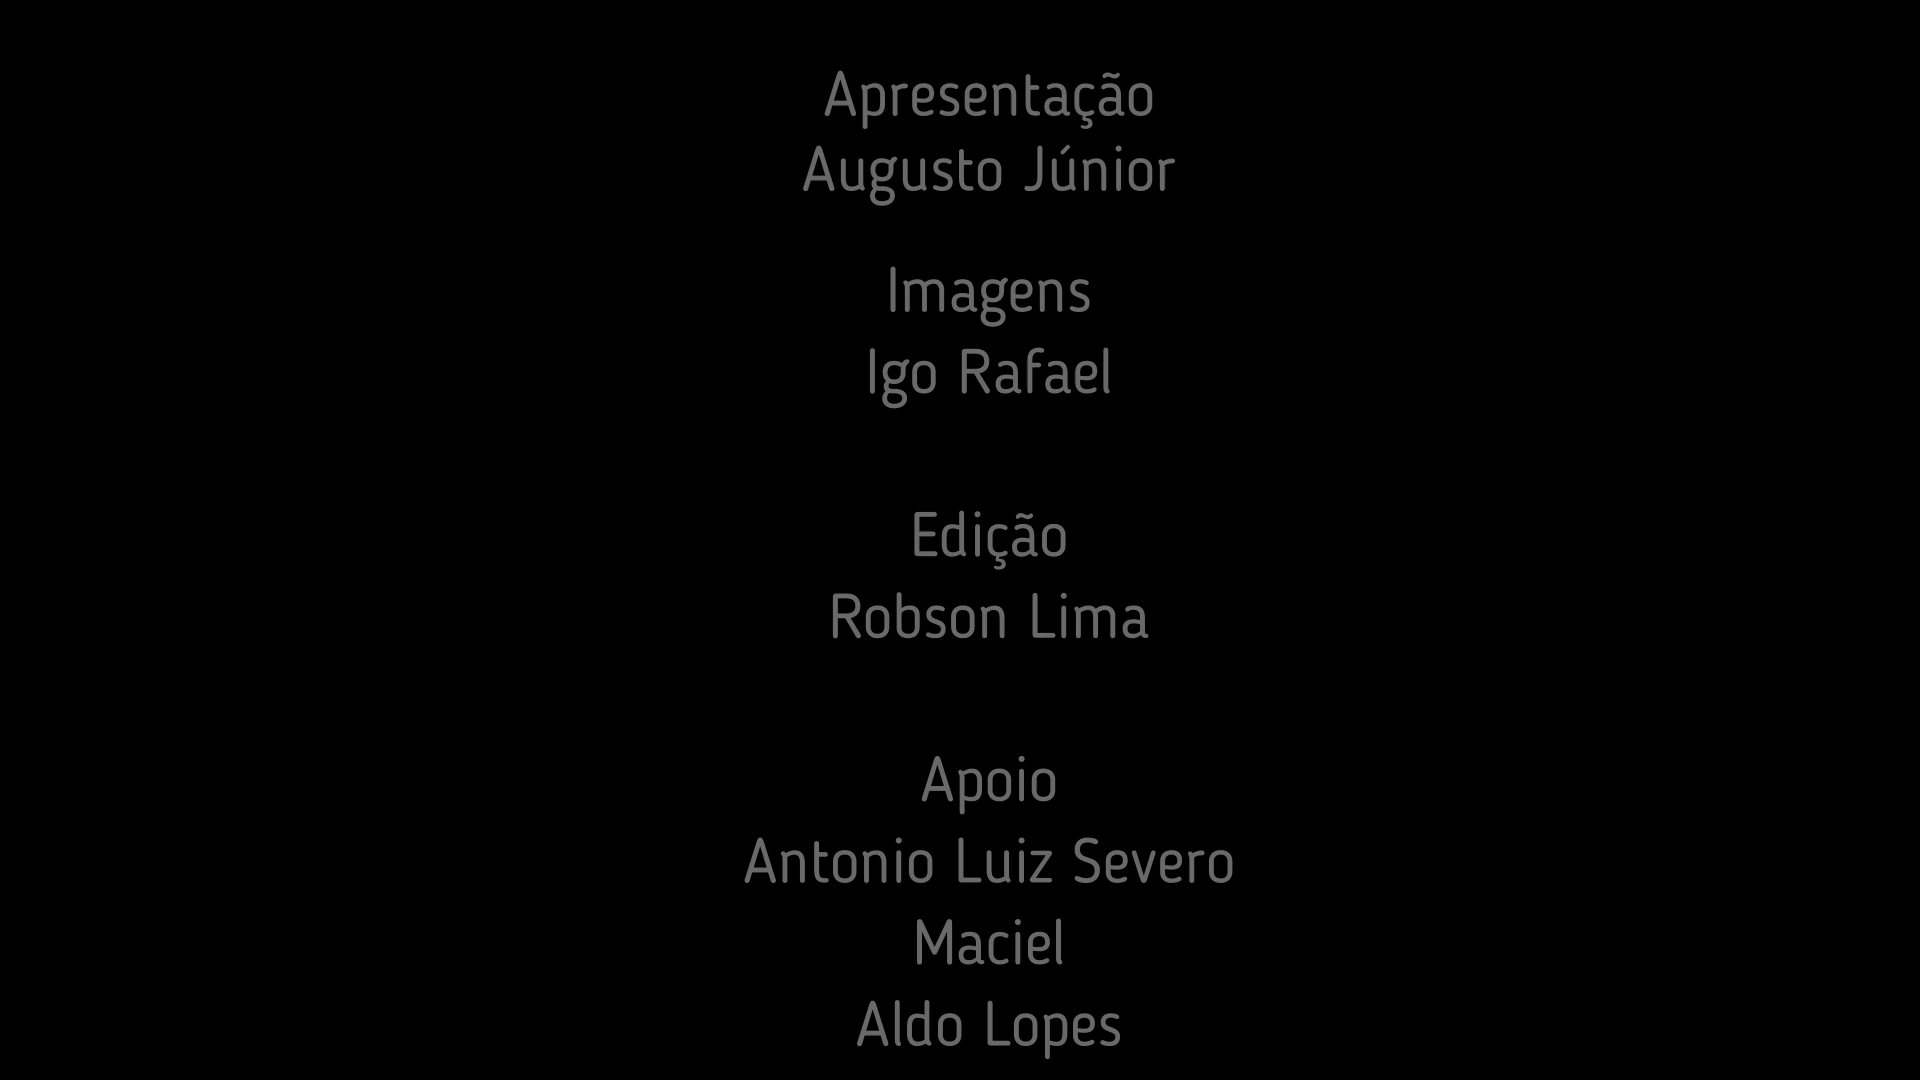 Apresentação
Augusto Júnior
Imagens
Igo Rafael
Edição
Robson Lima
Apoio
Antonio Luiz Severo
Maciel
Aldo Lopes